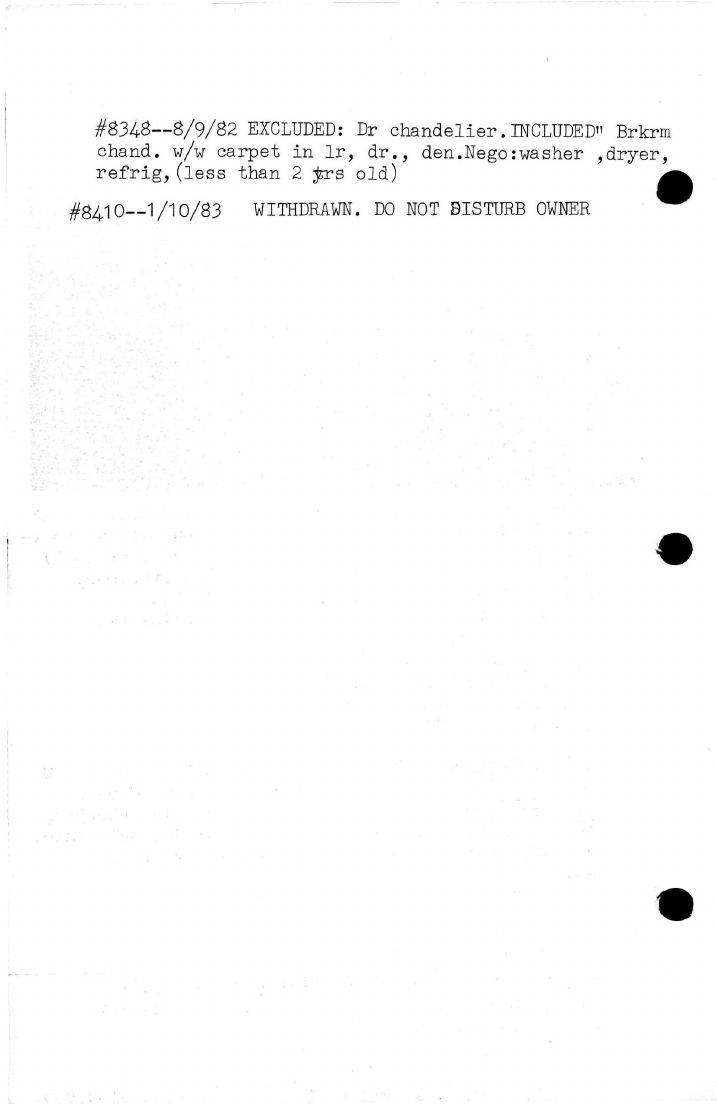 #8348--8/9/82 EXCLUDED: Dr chandelier.INCLUDED" Brkrm
chand. w/w carpet in lr, dr., den.Nego:washer ,dryer,
refrig,(less than 2 yrs old)
#8410--1/10/83 WITHDRAWN. DO NOT DISTURB OWNER